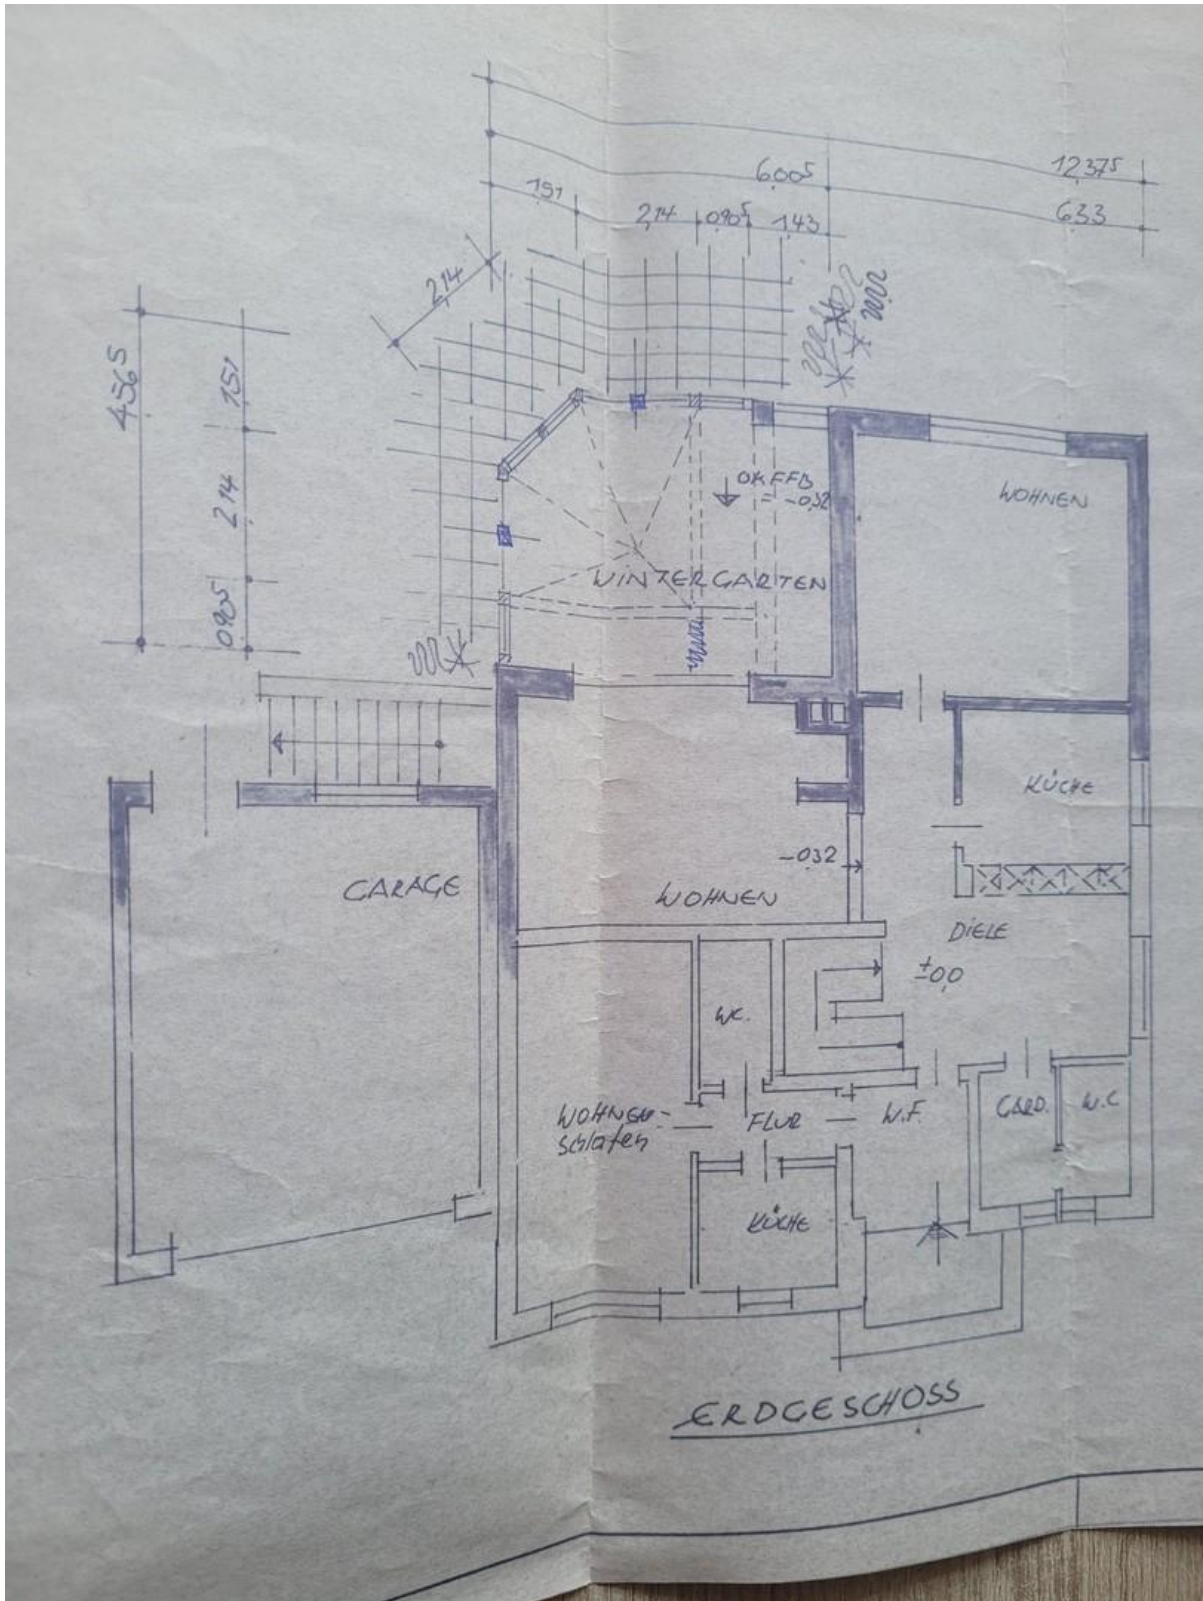 12.37⁵
6.00⁵
6.33
1.51
2.14
0.90⁵
1.43
2.14
4.56⁵
1.51
2.14
0.90⁵
OKFFB
= -0.32
WOHNEN
WINTERGARTEN
KÜCHE
-0.32
GARAGE
WOHNEN
DIELE
±0,0
WC.
WOHNEN-
schlafen
FLUR
W.F.
GARD.
W.C
KÜCHE
ERDGESCHOSS